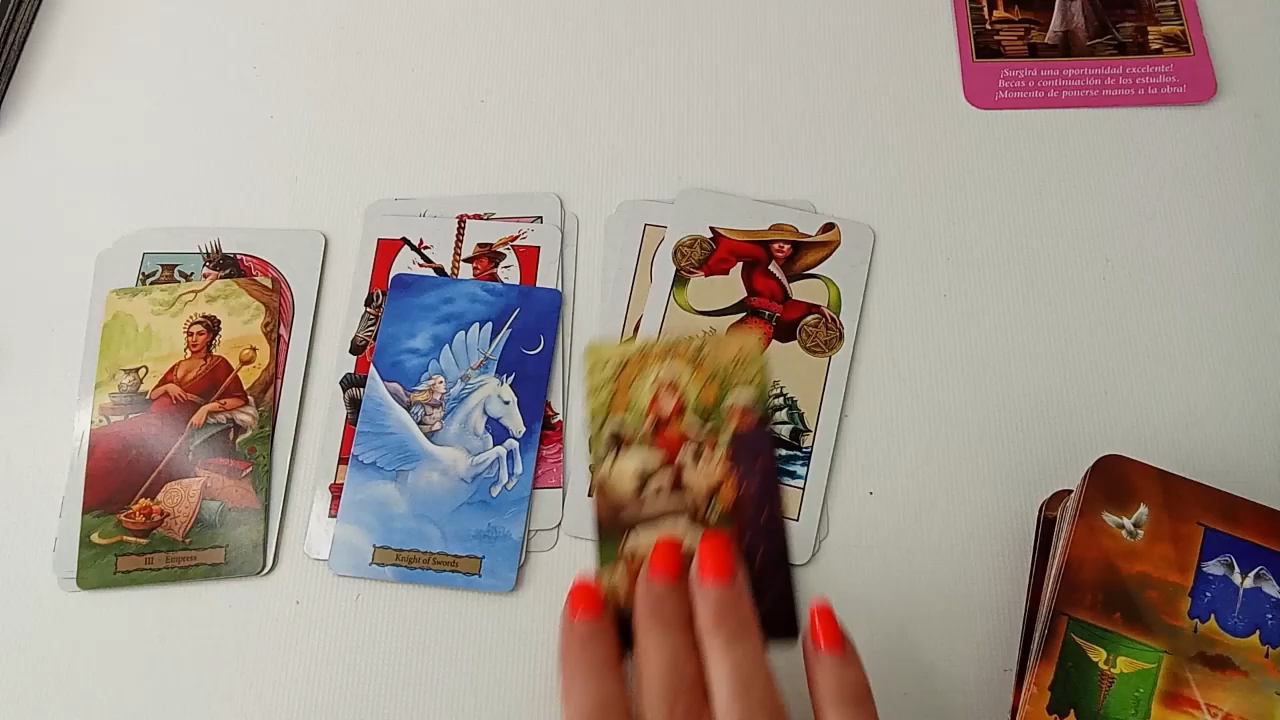 ¡Surgirá una oportunidad excelente!
Becas o continuación de los estudios.
¡Momento de ponerse manos a la obra!
III - Empress
Knight of Swords